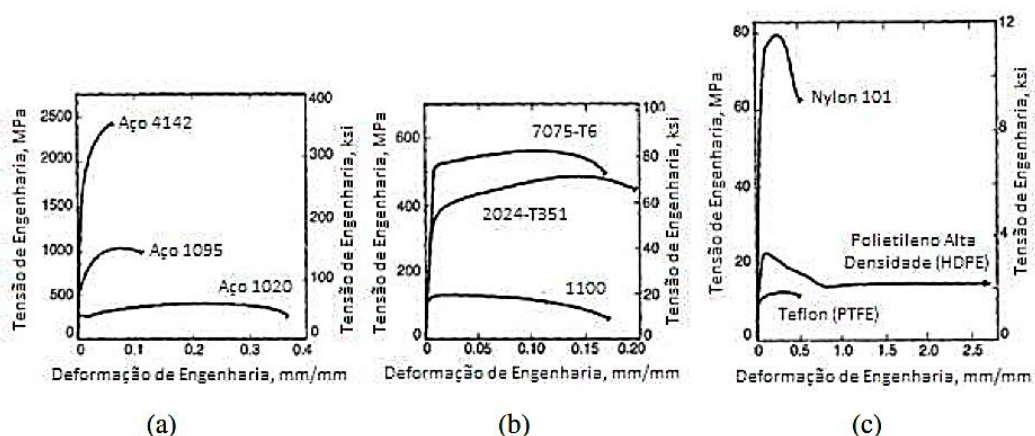 Tensão de Engenharia, MPa
2500
2000
1500
1000
500
0
Aço 4142
Aço 1095
Aço 1020
400
300
200
100
0
Tensão de Engenharia, ksi
0
0.1
0.2
0.3
0.4
Deformação de Engenharia, mm/mm
(a)
Tensão de Engenharia, MPa
600
400
200
0
7075-T6
2024-T351
1100
100
80
60
40
20
0
Tensão de Engenharia, ksi
0
0.05
0.10
0.15
0.20
Deformação de Engenharia, mm/mm
(b)
Tensão de Engenharia, MPa
80
60
40
20
10
0
Nylon 101
Polietileno Alta
Densidade (HDPE)
Teflon (PTFE)
12
8
4
2
0
Tensão de Engenharia, ksi
0
0.5
1.0
1.5
2.0
2.5
Deformação de Engenharia, mm/mm
(c)